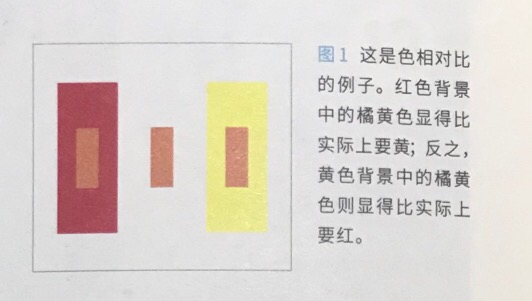 图1 这是色相对比
的例子。红色背景
中的橘黄色显得比
实际上要黄；反之，
黄色背景中的橘黄
色则显得比实际上
要红。